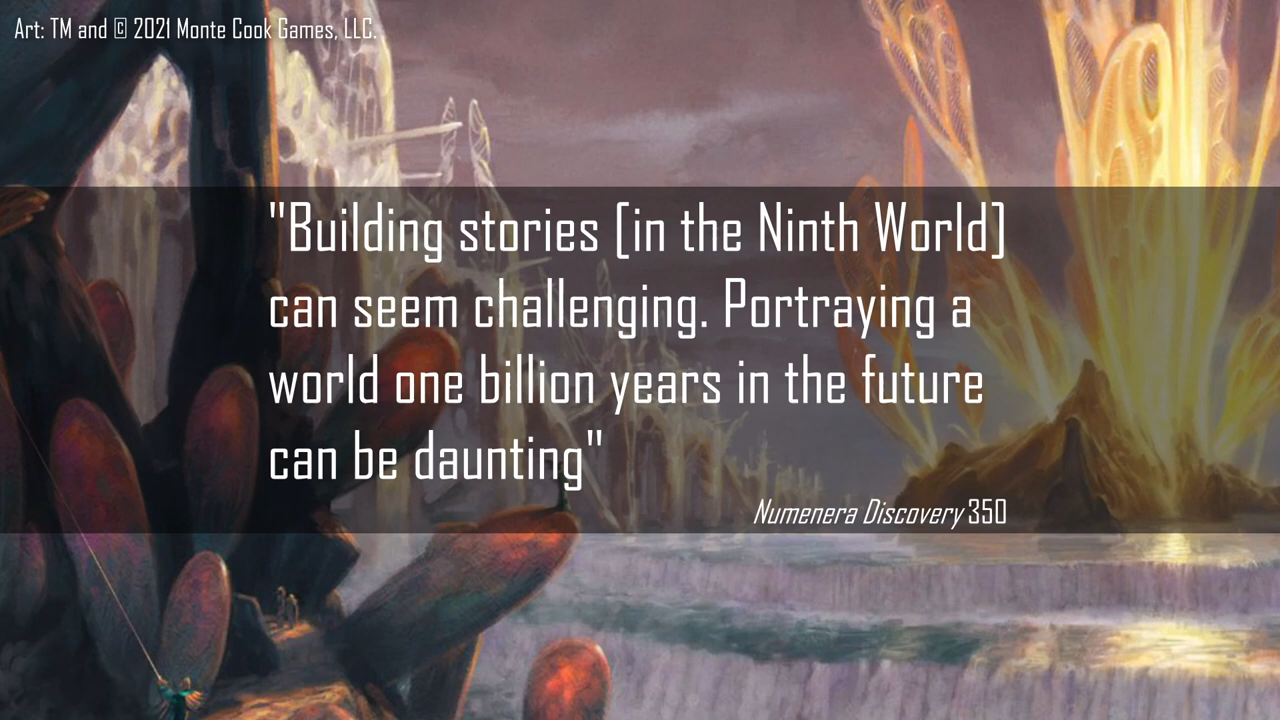 Art: TM and © 2021 Monte Cook Games, LLC.
"Building stories [in the Ninth World]
can seem challenging. Portraying a
world one billion years in the future
can be daunting"
Numenera Discovery 350